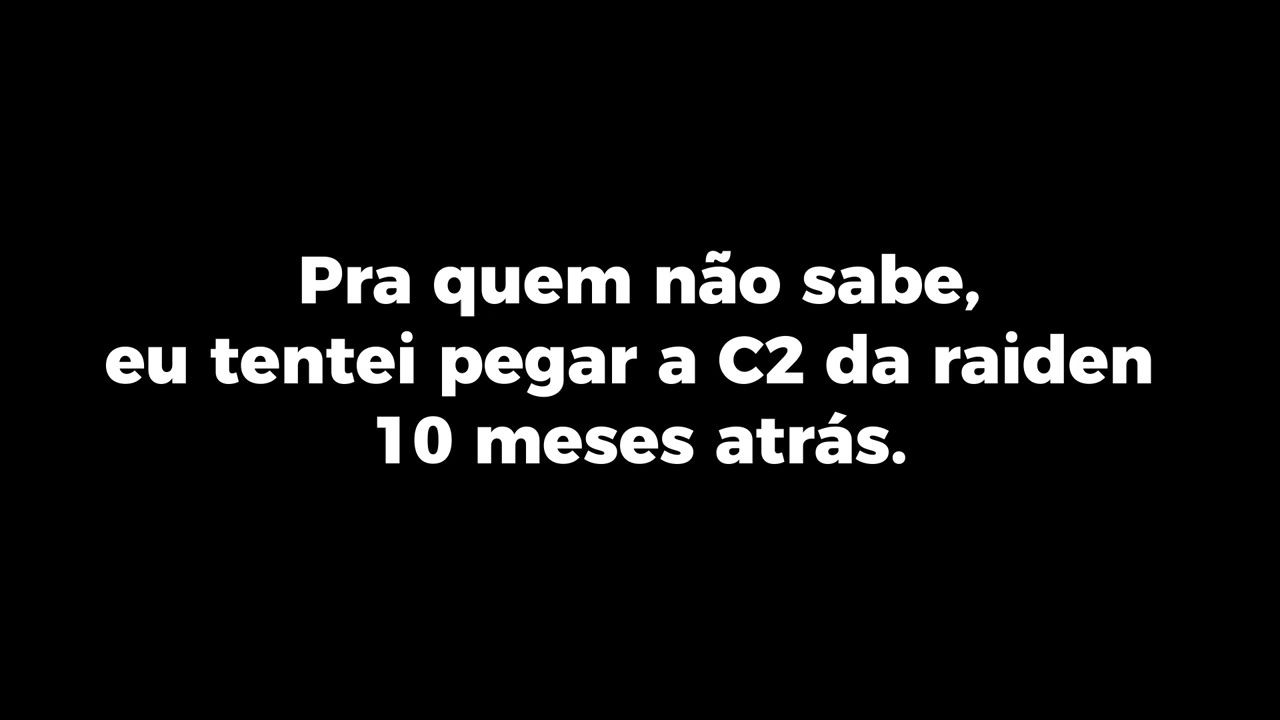 Pra quem não sabe,
eu tentei pegar a C2 da raiden
10 meses atrás.